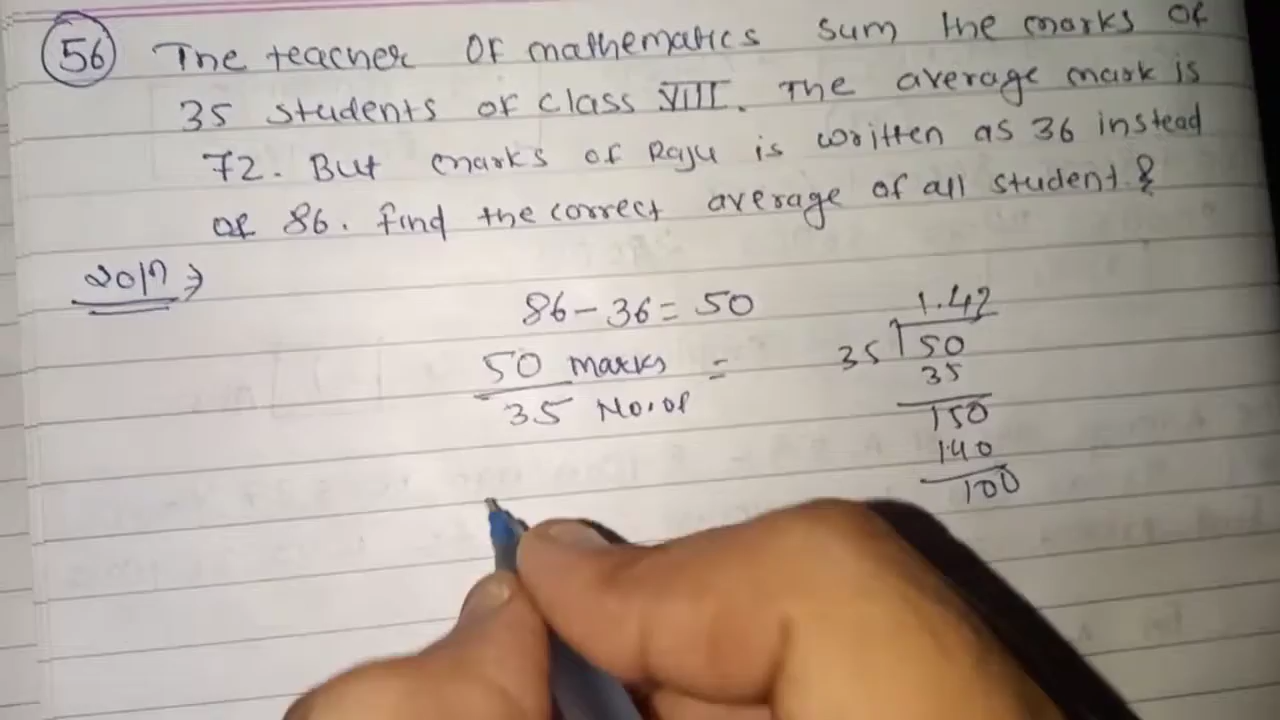 56 The teacher of mathematics sum the marks of
35 students of class VIII. The average mark is
72. But marks of Raju is written as 36 instead
of 86. find the correct average of all student.?
86 - 36 = 50
50 marks =
35 No.of
1.42
35 50
35
150
140
100